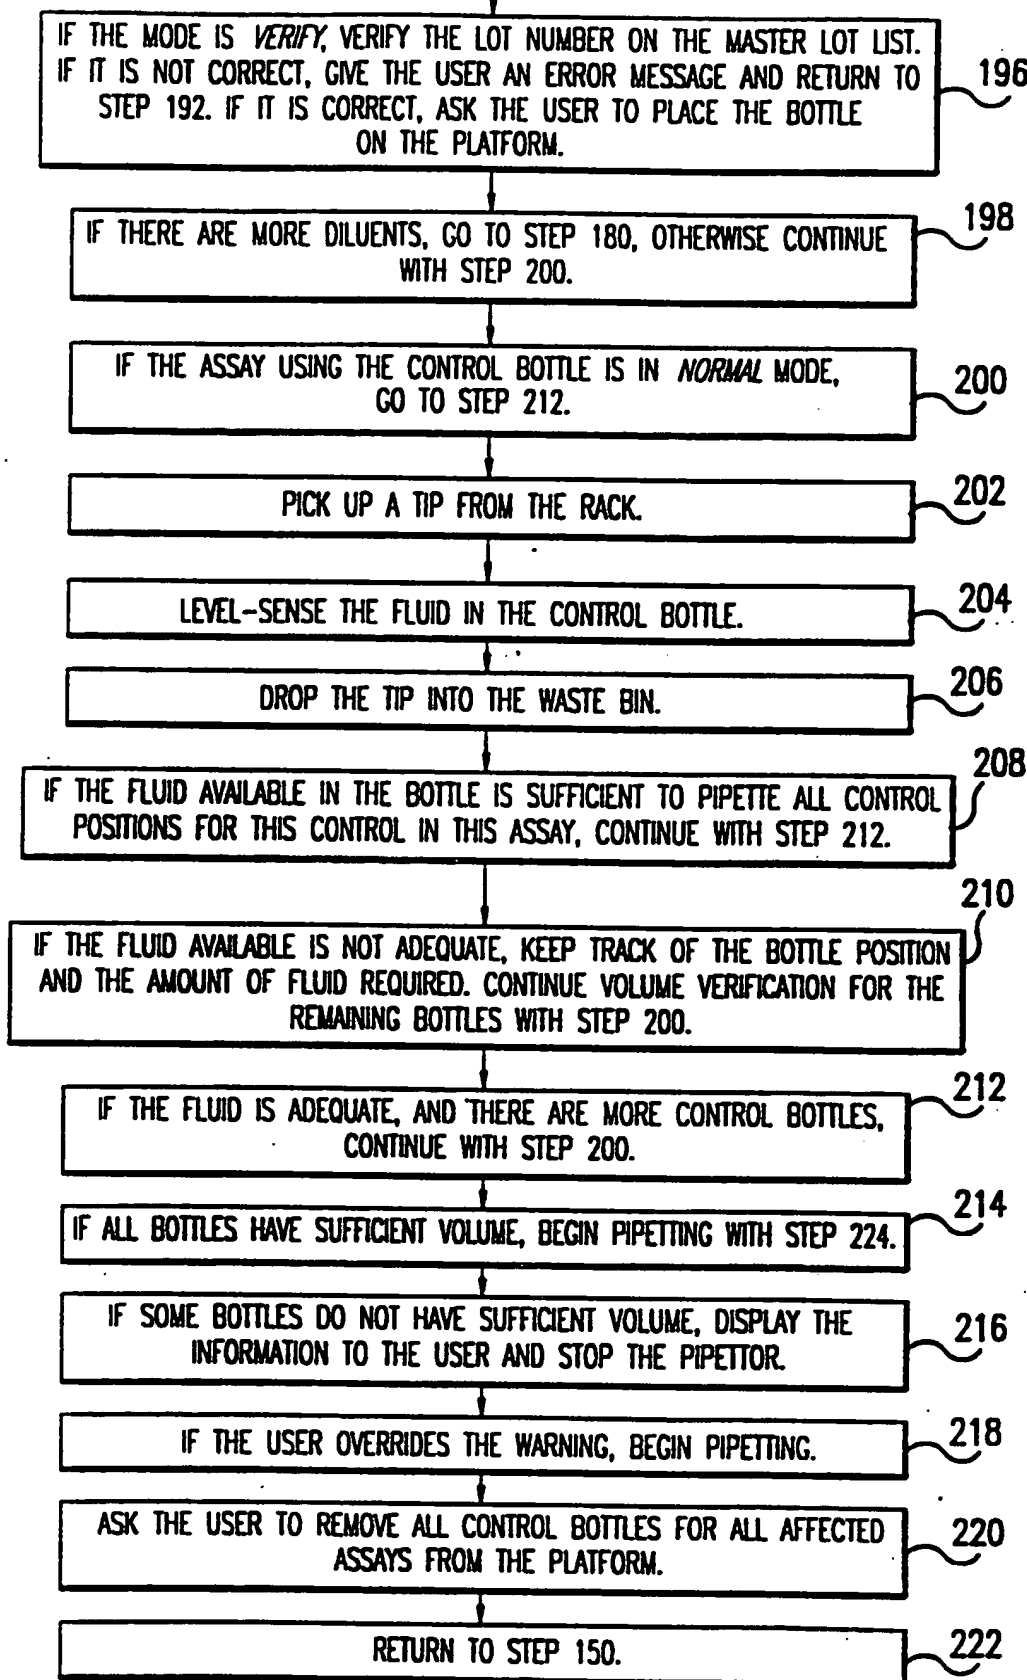 IF THE MODE IS VERIFY, VERIFY THE LOT NUMBER ON THE MASTER LOT LIST.
IF IT IS NOT CORRECT, GIVE THE USER AN ERROR MESSAGE AND RETURN TO
STEP 192. IF IT IS CORRECT, ASK THE USER TO PLACE THE BOTTLE
ON THE PLATFORM.
196
IF THERE ARE MORE DILUENTS, GO TO STEP 180, OTHERWISE CONTINUE
WITH STEP 200.
198
IF THE ASSAY USING THE CONTROL BOTTLE IS IN NORMAL MODE,
GO TO STEP 212.
200
PICK UP A TIP FROM THE RACK.
202
LEVEL-SENSE THE FLUID IN THE CONTROL BOTTLE.
204
DROP THE TIP INTO THE WASTE BIN.
206
IF THE FLUID AVAILABLE IN THE BOTTLE IS SUFFICIENT TO PIPETTE ALL CONTROL
POSITIONS FOR THIS CONTROL IN THIS ASSAY, CONTINUE WITH STEP 212.
208
IF THE FLUID AVAILABLE IS NOT ADEQUATE, KEEP TRACK OF THE BOTTLE POSITION
AND THE AMOUNT OF FLUID REQUIRED. CONTINUE VOLUME VERIFICATION FOR THE
REMAINING BOTTLES WITH STEP 200.
210
IF THE FLUID IS ADEQUATE, AND THERE ARE MORE CONTROL BOTTLES,
CONTINUE WITH STEP 200.
212
IF ALL BOTTLES HAVE SUFFICIENT VOLUME, BEGIN PIPETTING WITH STEP 224.
214
IF SOME BOTTLES DO NOT HAVE SUFFICIENT VOLUME, DISPLAY THE
INFORMATION TO THE USER AND STOP THE PIPETTOR.
216
IF THE USER OVERRIDES THE WARNING, BEGIN PIPETTING.
218
ASK THE USER TO REMOVE ALL CONTROL BOTTLES FOR ALL AFFECTED
ASSAYS FROM THE PLATFORM.
220
RETURN TO STEP 150.
222